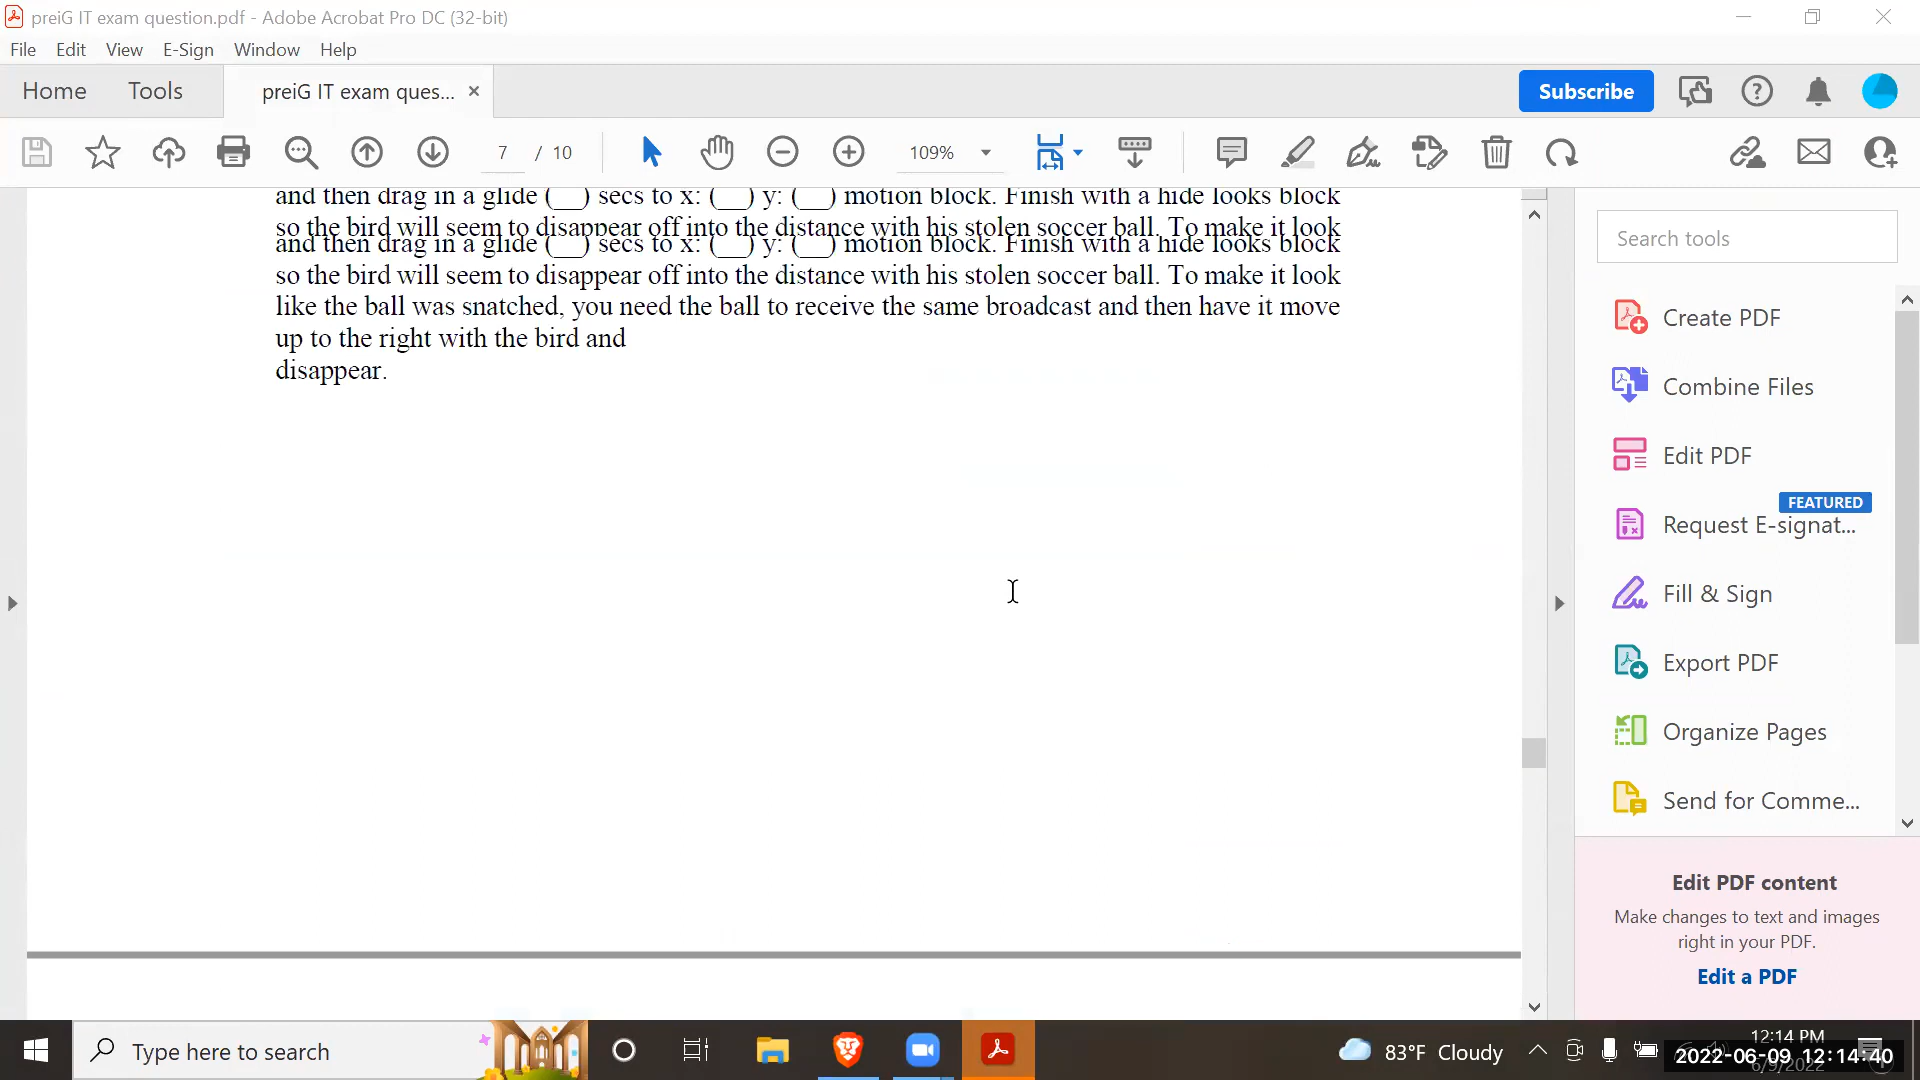 preiG IT exam question.pdf - Adobe Acrobat Pro DC (32-bit)
File Edit View E-Sign Window Help
Home Tools preiG IT exam ques... × Subscribe
7 / 10 109%
and then drag in a glide (__) secs to x: (__) y: (__) motion block. Finish with a hide looks block
so the bird will seem to disappear off into the distance with his stolen soccer ball. To make it look
and then drag in a glide (__) secs to x: (__) y: (__) motion block. Finish with a hide looks block
so the bird will seem to disappear off into the distance with his stolen soccer ball. To make it look
like the ball was snatched, you need the ball to receive the same broadcast and then have it move
up to the right with the bird and
disappear.
Search tools
Create PDF
Combine Files
Edit PDF
FEATURED
Request E-signat...
Fill & Sign
Export PDF
Organize Pages
Send for Comme...
Edit PDF content
Make changes to text and images
right in your PDF.
Edit a PDF
Type here to search
83°F Cloudy
12:14 PM
6/9/2022
2022-06-09 12:14:40